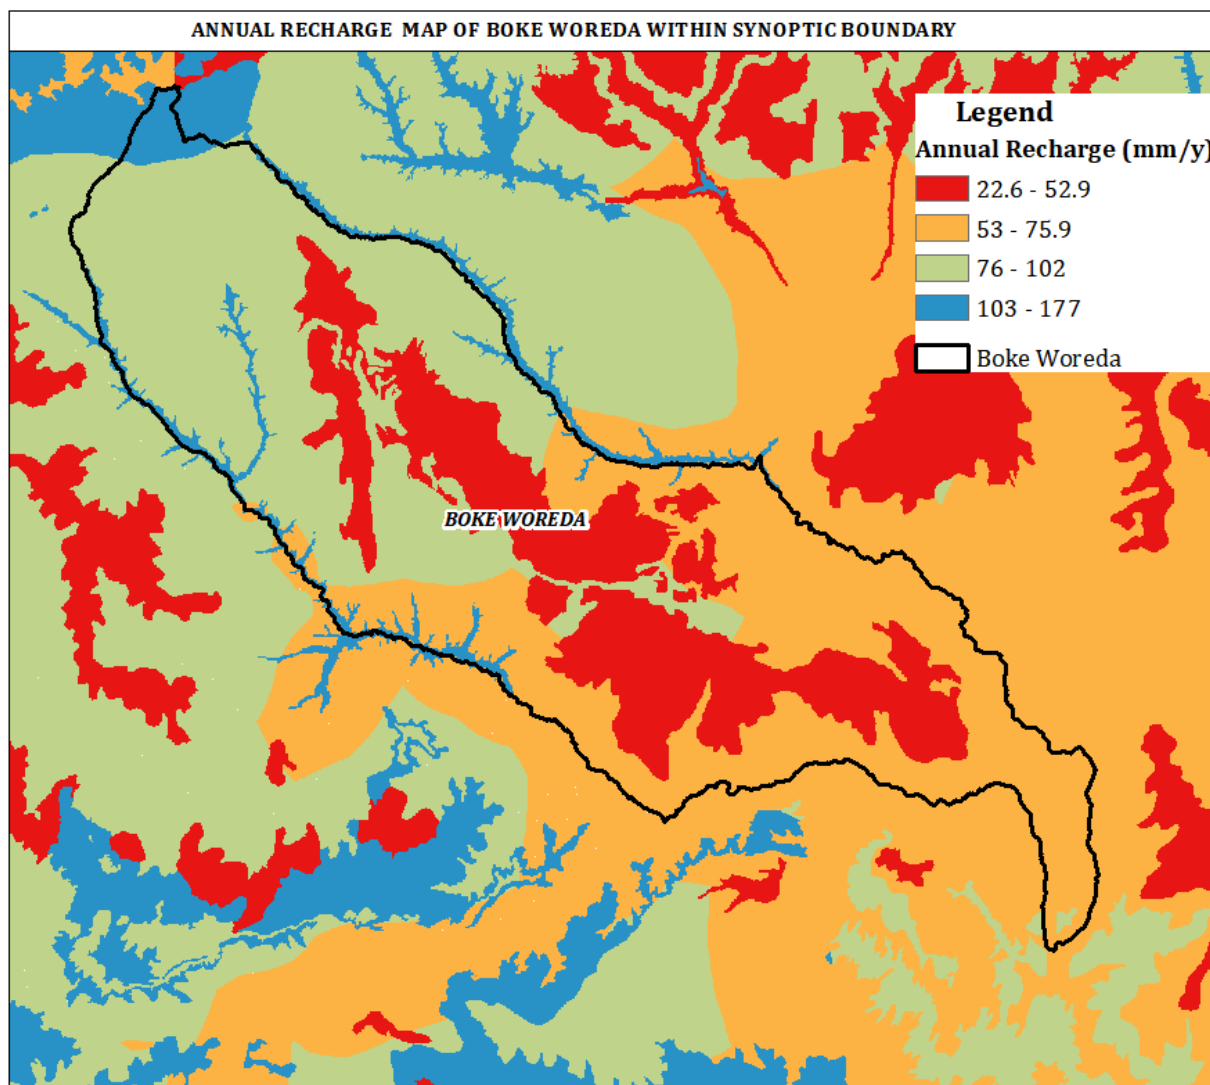 ANNUAL RECHARGE MAP OF BOKE WOREDA WITHIN SYNOPTIC BOUNDARY
Legend
Annual Recharge (mm/y)
22.6 - 52.9
53 - 75.9
76 - 102
103 - 177
Boke Woreda
BOKE WOREDA